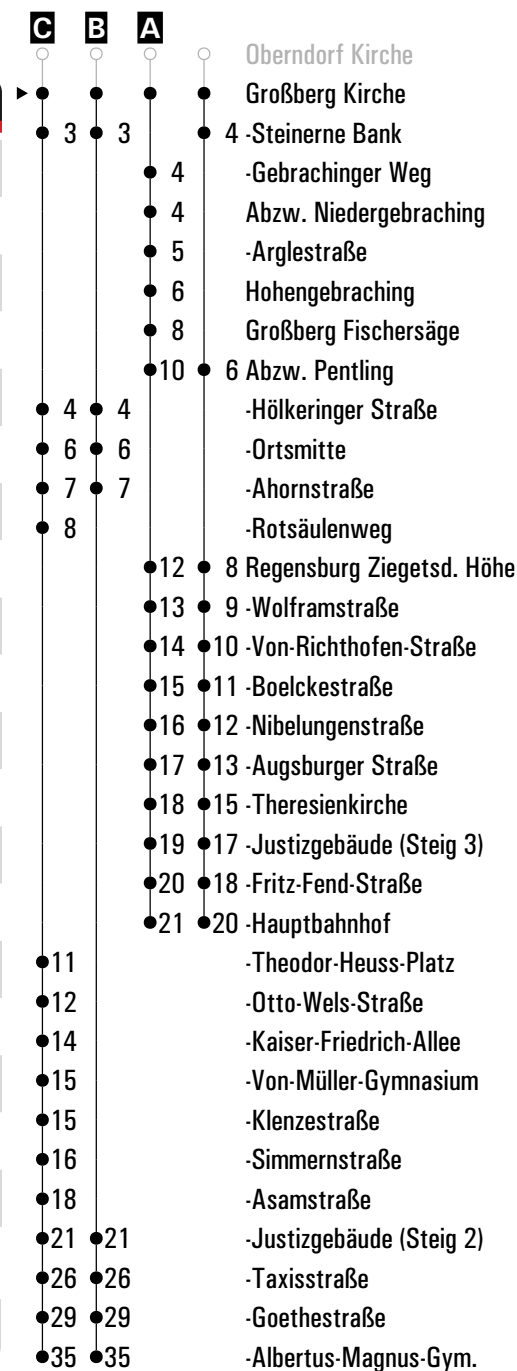 C B A
Oberndorf Kirche
Großberg Kirche
3 3 4 -Steinerne Bank
4 -Gebrachinger Weg
4 Abzw. Niedergebraching
5 -Arglestraße
6 Hohengebraching
8 Großberg Fischersäge
10 6 Abzw. Pentling
4 4 -Hölkeringer Straße
6 6 -Ortsmitte
7 7 -Ahornstraße
8 -Rotsäulenweg
12 8 Regensburg Ziegetsd. Höhe
13 9 -Wolframstraße
14 10 -Von-Richthofen-Straße
15 11 -Boelckestraße
16 12 -Nibelungenstraße
17 13 -Augsburger Straße
18 15 -Theresienkirche
19 17 -Justizgebäude (Steig 3)
20 18 -Fritz-Fend-Straße
21 20 -Hauptbahnhof
11 -Theodor-Heuss-Platz
12 -Otto-Wels-Straße
14 -Kaiser-Friedrich-Allee
15 -Von-Müller-Gymnasium
15 -Klenzestraße
16 -Simmernstraße
18 -Asamstraße
21 21 -Justizgebäude (Steig 2)
26 26 -Taxisstraße
29 29 -Goethestraße
35 35 -Albertus-Magnus-Gym.